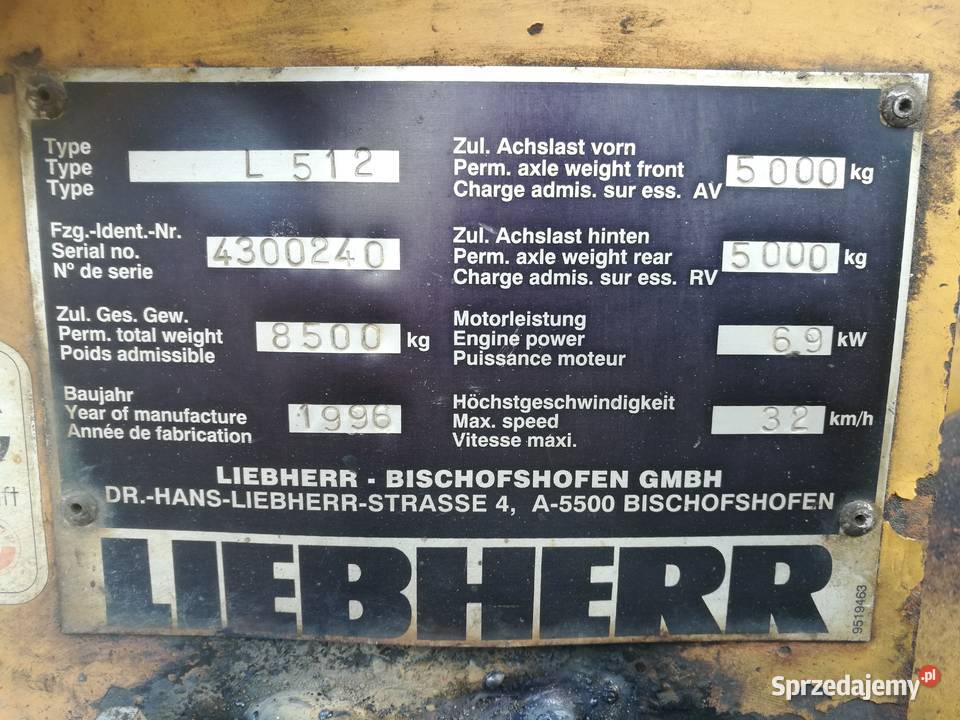 Type
Type
Type
L 512
Fzg.-Ident.-Nr.
Serial no.
N° de serie
4300240
Zul. Ges. Gew.
Perm. total weight
Poids admissible
8500 kg
Baujahr
Year of manufacture
Année de fabrication
1996
Zul. Achslast vorn
Perm. axle weight front
Charge admis. sur ess. AV
5000 kg
Zul. Achslast hinten
Perm. axle weight rear
Charge admis. sur ess. RV
5000 kg
Motorleistung
Engine power
Puissance moteur
69 kW
Höchstgeschwindigkeit
Max. speed
Vitesse maxi.
32 km/h
LIEBHERR - BISCHOFSHOFEN GMBH
DR.-HANS-LIEBHERR-STRASSE 4, A-5500 BISCHOFSHOFEN
LIEBHERR
9519463
Sprzedajemy.pl